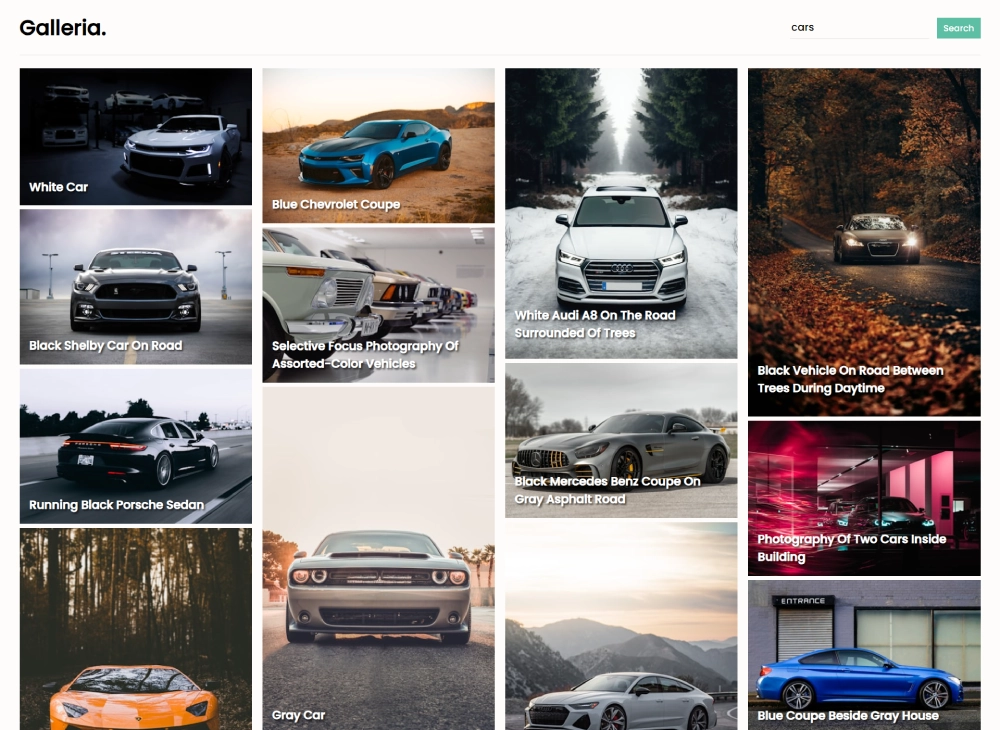 Galleria.
cars
Search
White Car
Black Shelby Car On Road
Running Black Porsche Sedan
Blue Chevrolet Coupe
Selective Focus Photography Of
Assorted-Color Vehicles
Gray Car
White Audi A8 On The Road
Surrounded Of Trees
Black Mercedes Benz Coupe On
Gray Asphalt Road
Black Vehicle On Road Between
Trees During Daytime
Photography Of Two Cars Inside
Building
ENTRANCE
Blue Coupe Beside Gray House